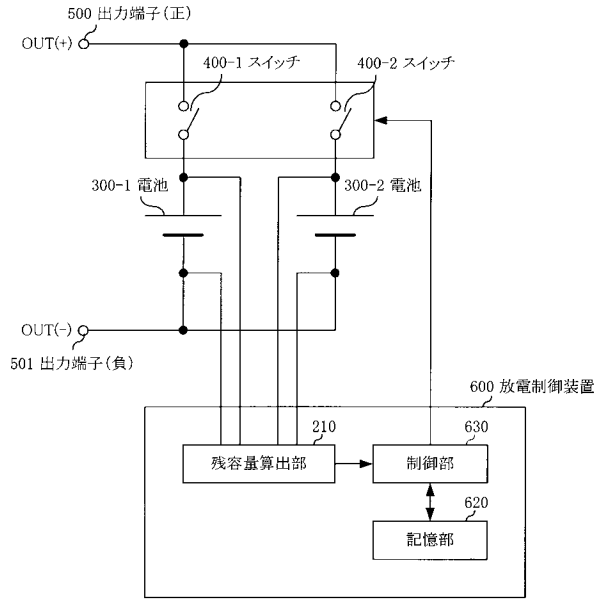 500 出力端子(正)
OUT(+)
400-1 スイッチ
400-2 スイッチ
300-1 電池
300-2 電池
OUT(-)
501 出力端子(負)
600 放電制御装置
210
630
残容量算出部
制御部
620
記憶部